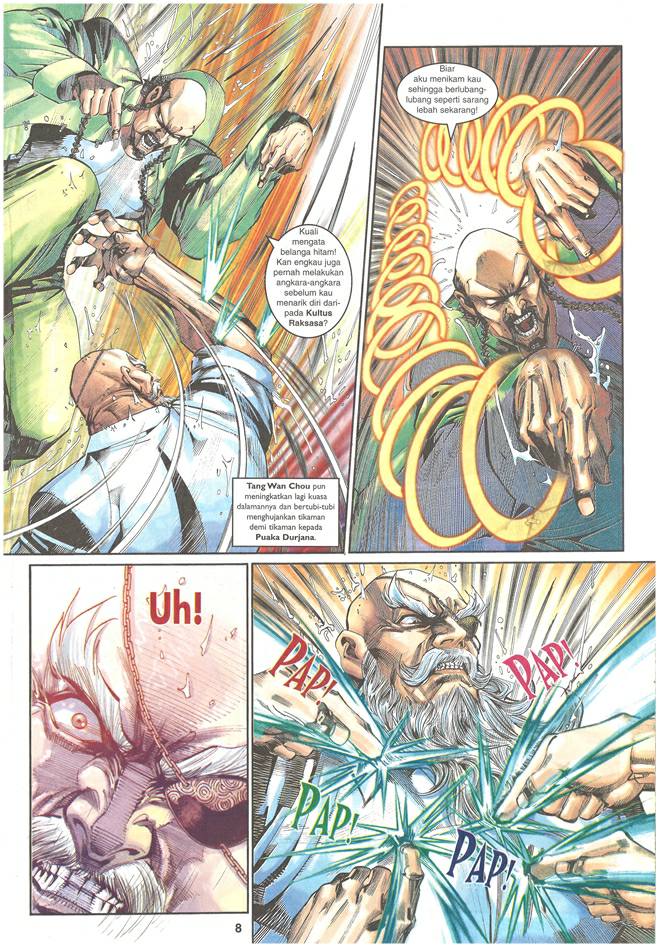 Kuali
mengata
belanga hitam!
Kan engkau juga
pernah melakukan
angkara-angkara
sebelum kau
menarik diri dari-
pada Kultus
Raksasa?
Tang Wan Chou pun
meningkatkan lagi kuasa
dalamannya dan bertubi-tubi
menghujankan tikaman
demi tikaman kepada
Puaka Durjana.
Biar
aku menikam kau
sehingga berlubang-
lubang seperti sarang
lebah sekarang!
Uh!
PAP!
PAP!
PAP!
PAP!
8